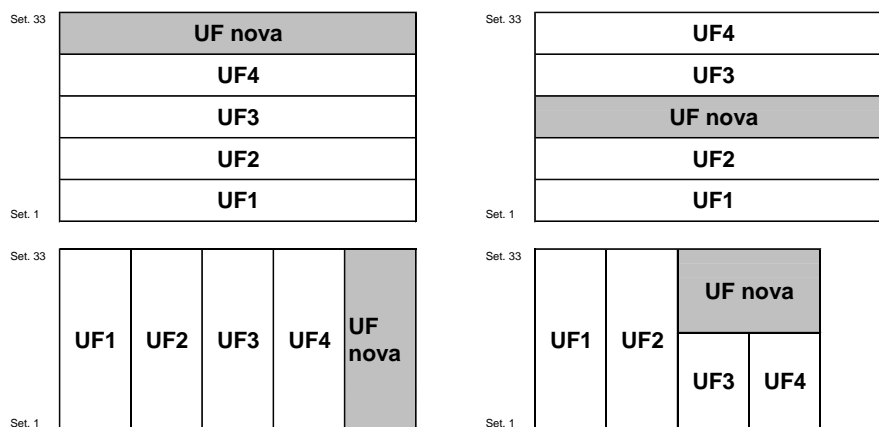 Set. 33
UF nova
UF4
UF3
UF2
UF1
Set. 1
Set. 33
UF4
UF3
UF nova
UF2
UF1
Set. 1
Set. 33
UF1 UF2 UF3 UF4 UF
nova
Set. 1
Set. 33
UF nova
UF1 UF2
UF3 UF4
Set. 1